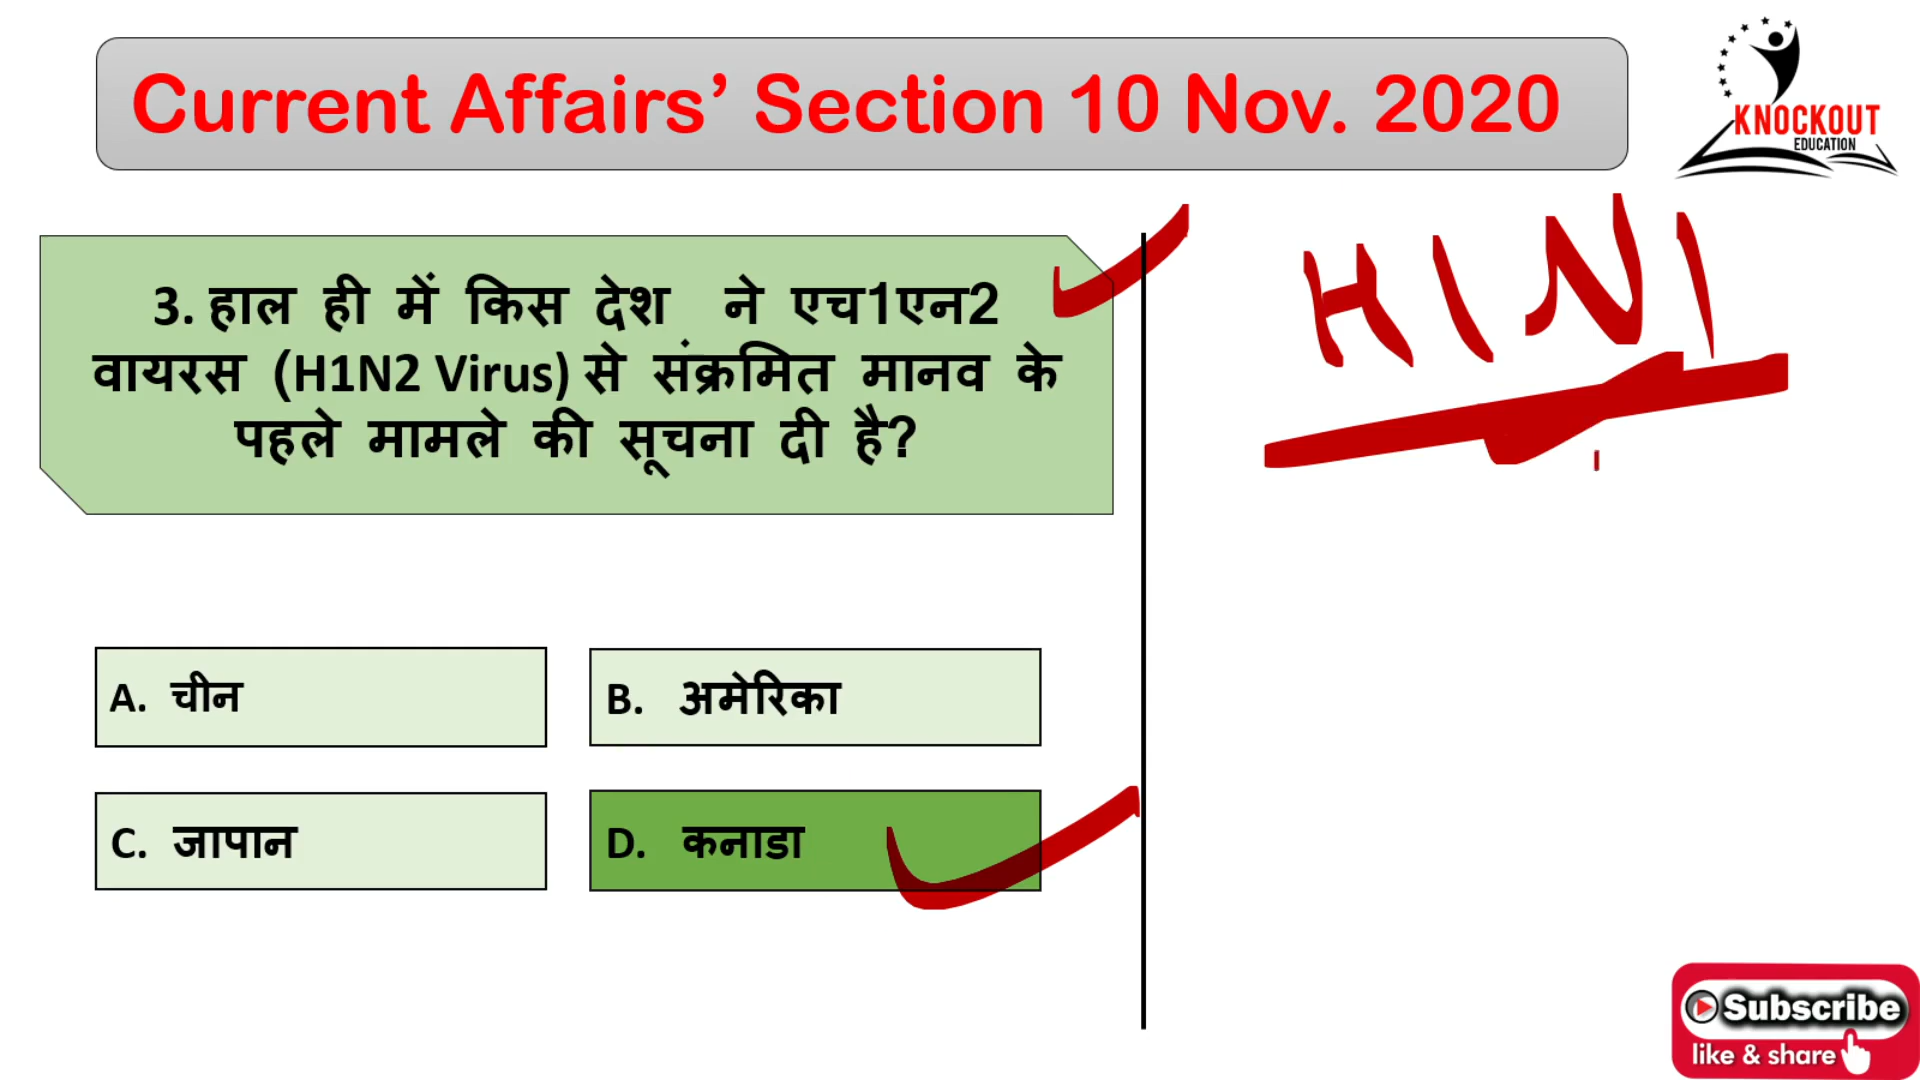 Current Affairs’ Section 10 Nov. 2020
KNOCKOUT
EDUCATION
3. हाल ही में किस देश ने एच1एन2
वायरस (H1N2 Virus) से संक्रमित मानव के
पहले मामले की सूचना दी है?
H1N1
A. चीन
B. अमेरिका
C. जापान
D. कनाडा
Subscribe
like & share